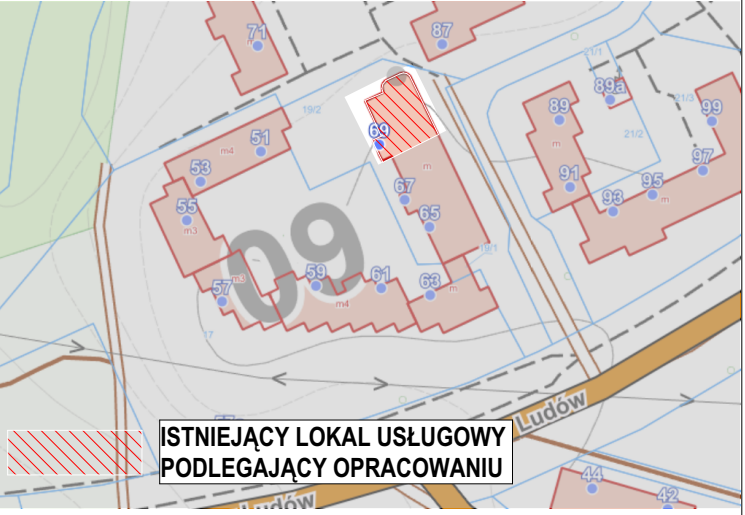 71
87
21/1
89a
19/2
21/3
89
99
69
51
m4
21/2
m
53
m
97
91
67
95
55
93
m
65
m3
09
19/1
59
61
63
57
m3
m4
m
17
Ludów
ISTNIEJĄCY LOKAL USŁUGOWY
PODLEGAJĄCY OPRACOWANIU
44
42
Ludów